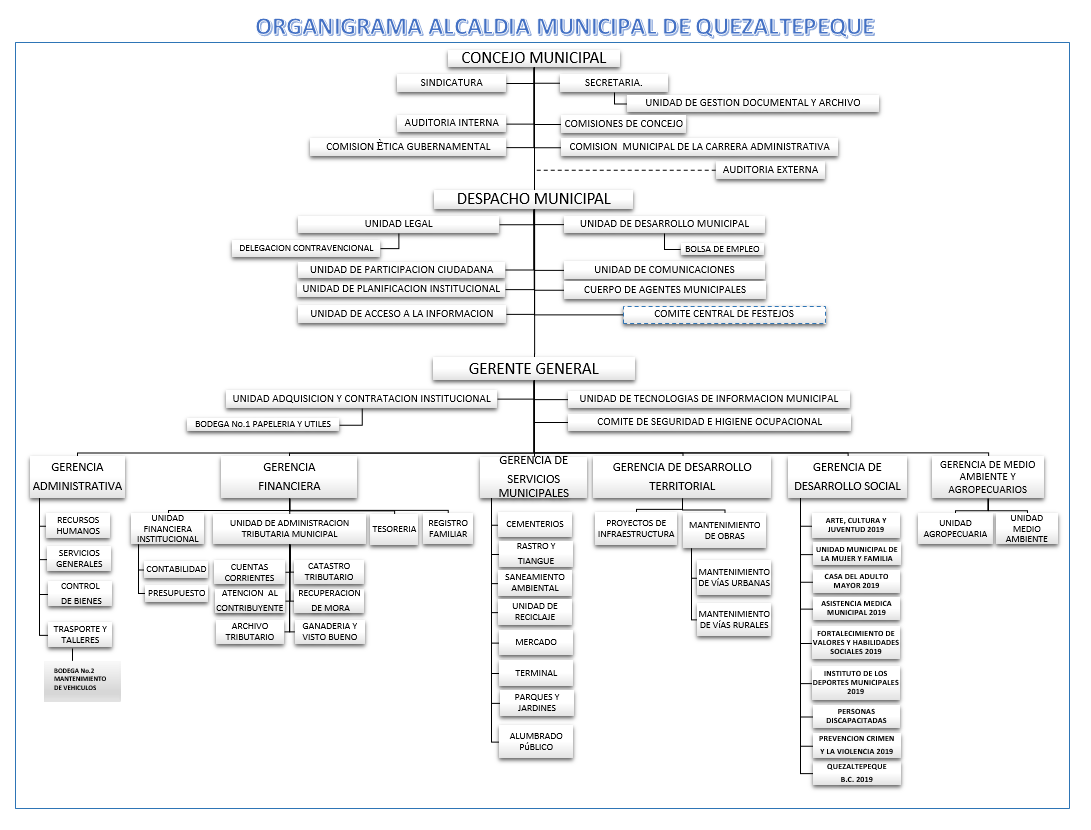 ORGANIGRAMA ALCALDIA MUNICIPAL DE QUEZALTEPEQUE
CONCEJO MUNICIPAL
SINDICATURA
SECRETARIA.
UNIDAD DE GESTION DOCUMENTAL Y ARCHIVO
AUDITORIA INTERNA
COMISIONES DE CONCEJO
COMISION ÈTICA GUBERNAMENTAL
COMISION MUNICIPAL DE LA CARRERA ADMINISTRATIVA
AUDITORIA EXTERNA
DESPACHO MUNICIPAL
UNIDAD LEGAL
UNIDAD DE DESARROLLO MUNICIPAL
DELEGACION CONTRAVENCIONAL
BOLSA DE EMPLEO
UNIDAD DE PARTICIPACION CIUDADANA
UNIDAD DE COMUNICACIONES
UNIDAD DE PLANIFICACION INSTITUCIONAL
CUERPO DE AGENTES MUNICIPALES
UNIDAD DE ACCESO A LA INFORMACION
COMITE CENTRAL DE FESTEJOS
GERENTE GENERAL
UNIDAD ADQUISICION Y CONTRATACION INSTITUCIONAL
UNIDAD DE TECNOLOGIAS DE INFORMACION MUNICIPAL
BODEGA No.1 PAPELERIA Y UTILES
COMITE DE SEGURIDAD E HIGIENE OCUPACIONAL
GERENCIA
ADMINISTRATIVA
RECURSOS
HUMANOS
SERVICIOS
GENERALES
CONTROL
DE BIENES
TRASPORTE Y
TALLERES
BODEGA No.2
MANTENIMIENTO
DE VEHICULOS
GERENCIA
FINANCIERA
UNIDAD
FINANCIERA
INSTITUCIONAL
CONTABILIDAD
PRESUPUESTO
UNIDAD DE ADMINISTRACION
TRIBUTARIA MUNICIPAL
CUENTAS
CORRIENTES
ATENCION AL
CONTRIBUYENTE
ARCHIVO
TRIBUTARIO
CATASTRO
TRIBUTARIO
RECUPERACION
DE MORA
GANADERIA Y
VISTO BUENO
TESORERIA
REGISTRO
FAMILIAR
GERENCIA DE
SERVICIOS
MUNICIPALES
CEMENTERIOS
RASTRO Y
TIANGUE
SANEAMIENTO
AMBIENTAL
UNIDAD DE
RECICLAJE
MERCADO
TERMINAL
PARQUES Y
JARDINES
ALUMBRADO
PúBLICO
GERENCIA DE DESARROLLO
TERRITORIAL
PROYECTOS DE
INFRAESTRUCTURA
MANTENIMIENTO
DE OBRAS
MANTENIMIENTO
DE VíAS URBANAS
MANTENIMIENTO
DE VíAS RURALES
GERENCIA DE
DESARROLLO SOCIAL
ARTE, CULTURA Y
JUVENTUD 2019
UNIDAD MUNICIPAL DE
LA MUJER Y FAMILIA
CASA DEL ADULTO
MAYOR 2019
ASISTENCIA MEDICA
MUNICIPAL 2019
FORTALECIMIENTO DE
VALORES Y HABILIDADES
SOCIALES 2019
INSTITUTO DE LOS
DEPORTES MUNICIPALES
2019
PERSONAS
DISCAPACITADAS
PREVENCION CRIMEN
Y LA VIOLENCIA 2019
QUEZALTEPEQUE
B.C. 2019
GERENCIA DE MEDIO
AMBIENTE Y
AGROPECUARIOS
UNIDAD
AGROPECUARIA
UNIDAD
MEDIO
AMBIENTE